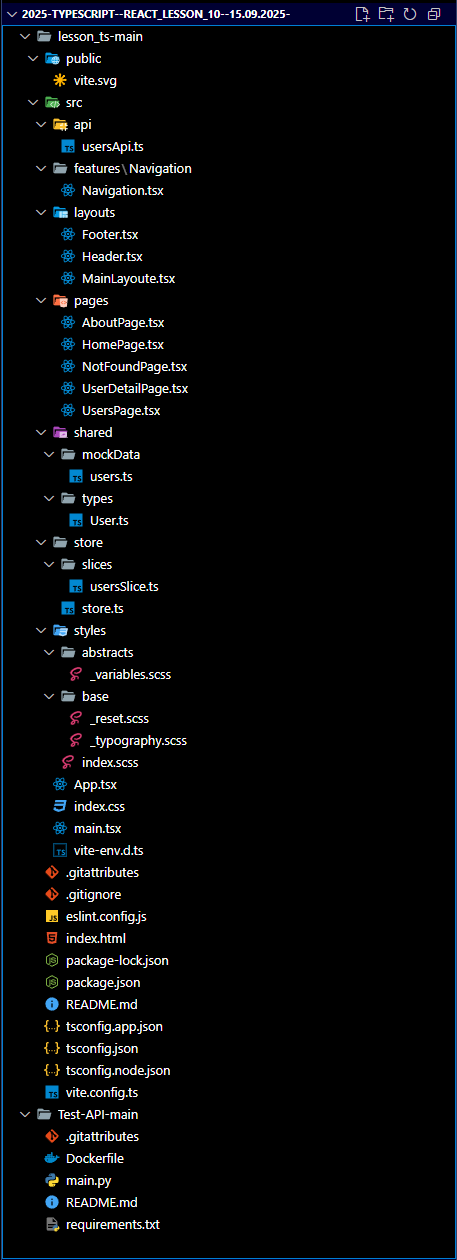 2025-TYPESCRIPT--REACT_LESSON_10--15.09.2025-
lesson_ts-main
public
vite.svg
src
api
usersApi.ts
features\Navigation
Navigation.tsx
layouts
Footer.tsx
Header.tsx
MainLayoute.tsx
pages
AboutPage.tsx
HomePage.tsx
NotFoundPage.tsx
UserDetailPage.tsx
UsersPage.tsx
shared
mockData
users.ts
types
User.ts
store
slices
usersSlice.ts
store.ts
styles
abstracts
_variables.scss
base
_reset.scss
_typography.scss
index.scss
App.tsx
index.css
main.tsx
vite-env.d.ts
.gitattributes
.gitignore
eslint.config.js
index.html
package-lock.json
package.json
README.md
tsconfig.app.json
tsconfig.json
tsconfig.node.json
vite.config.ts
Test-API-main
.gitattributes
Dockerfile
main.py
README.md
requirements.txt